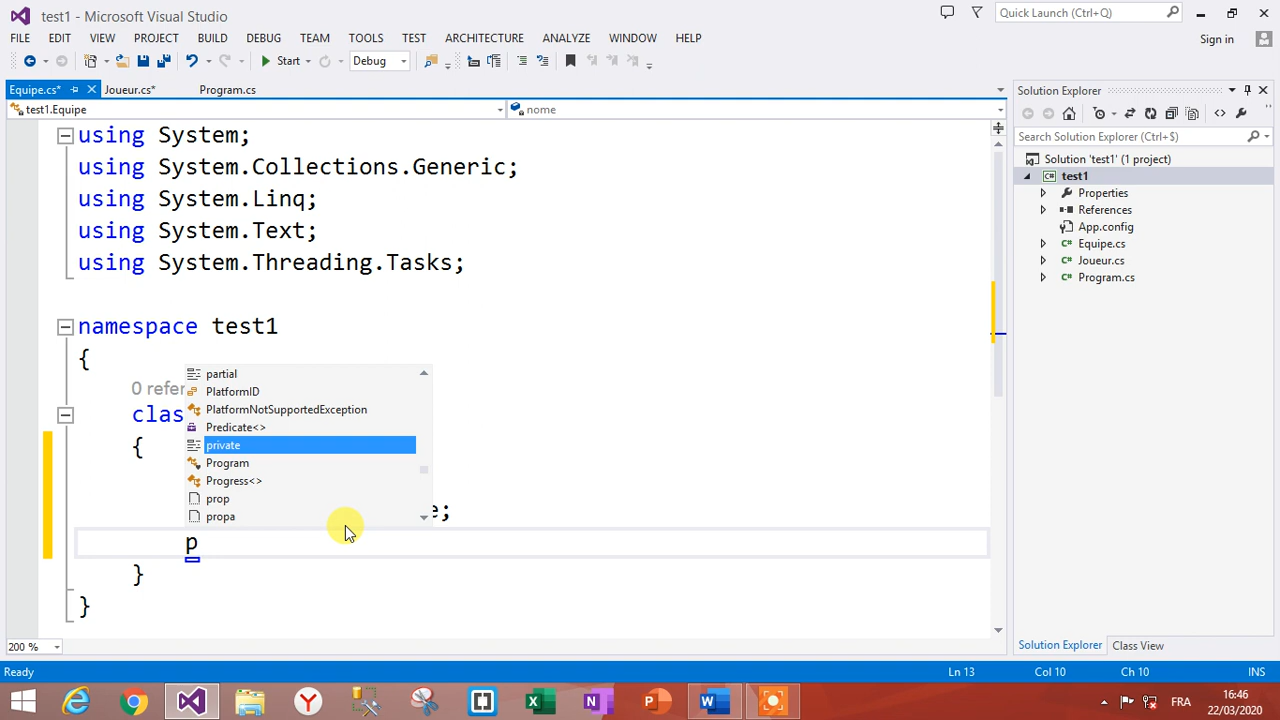 test1 - Microsoft Visual Studio
Quick Launch (Ctrl+Q)
FILE EDIT VIEW PROJECT BUILD DEBUG TEAM TOOLS TEST ARCHITECTURE ANALYZE WINDOW HELP
Sign in
Start Debug
Equipe.cs* Joueur.cs* Program.cs
test1.Equipe nome
using System;
using System.Collections.Generic;
using System.Linq;
using System.Text;
using System.Threading.Tasks;
namespace test1
{
0 refer
clas
{
partial
PlatformID
PlatformNotSupportedException
Predicate<>
private
Program
Progress<>
prop
propa
e;
p
}
}
200 %
Solution Explorer
Search Solution Explorer (Ctrl+$)
Solution 'test1' (1 project)
test1
Properties
References
App.config
Equipe.cs
Joueur.cs
Program.cs
Solution Explorer Class View
Ready Ln 13 Col 10 Ch 10 INS
FRA
16:46
22/03/2020